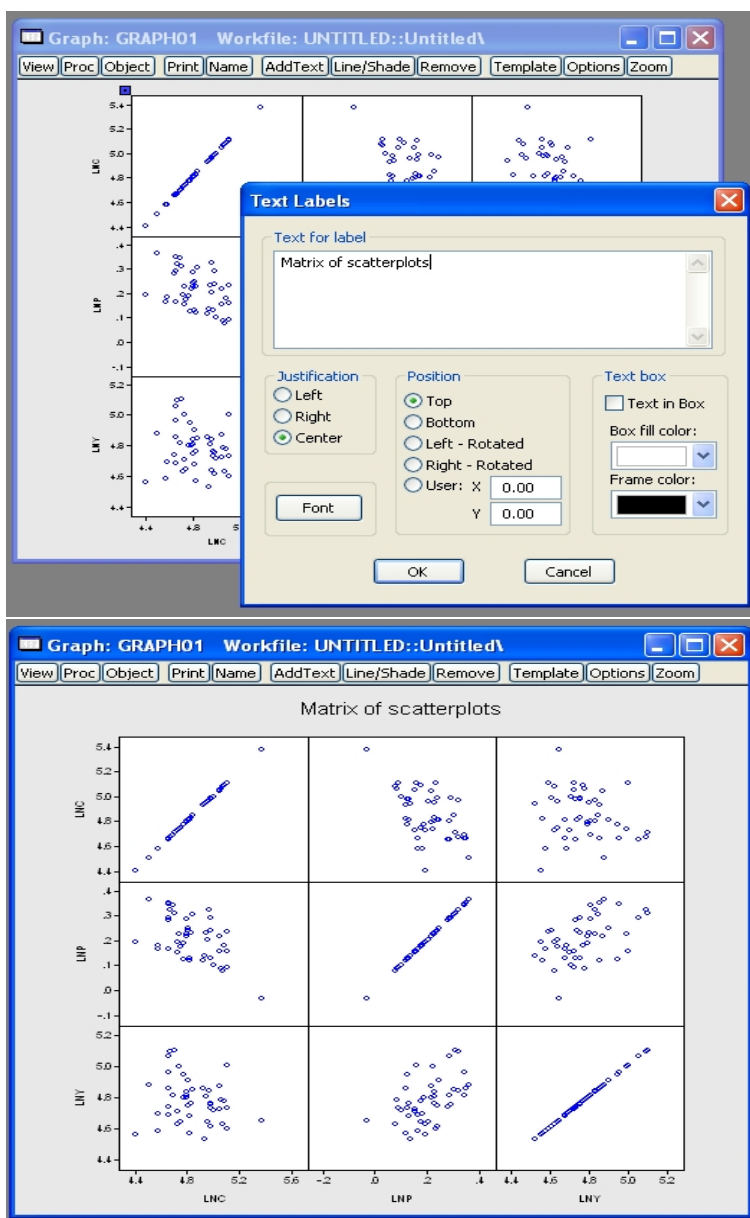 Graph: GRAPH01 Workfile: UNTITLED::Untitled\
View Proc Object Print Name AddText Line/Shade Remove Template Options Zoom
5.4
5.2
5.0
4.8
4.6
4.4
LNC
.4
.3
.2
.1
.0
-.1
LNP
5.2
5.0
4.8
4.6
4.4
LNY
4.4 4.8 5
LNC
Text Labels
Text for label
Matrix of scatterplots
Justification
Left
Right
Center
Font
Position
Top
Bottom
Left - Rotated
Right - Rotated
User: X 0.00
Y 0.00
Text box
Text in Box
Box fill color:
Frame color:
OK Cancel
Graph: GRAPH01 Workfile: UNTITLED::Untitled\
View Proc Object Print Name AddText Line/Shade Remove Template Options Zoom
Matrix of scatterplots
5.4
5.2
5.0
4.8
4.6
4.4
LNC
.4
.3
.2
.1
.0
-.1
LNP
5.2
5.0
4.8
4.6
4.4
LNY
4.4 4.8 5.2 5.6 -.2 .0 .2 .4 4.4 4.6 4.8 5.0 5.2
LNC LNP LNY